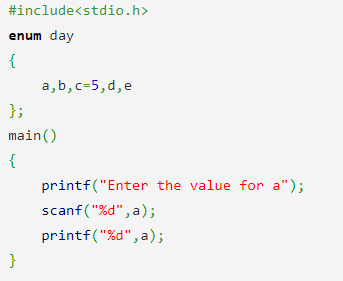 #include<stdio.h>
enum day
{
a,b,c=5,d,e
};
main()
{
printf("Enter the value for a");
scanf("%d",a);
printf("%d",a);
}